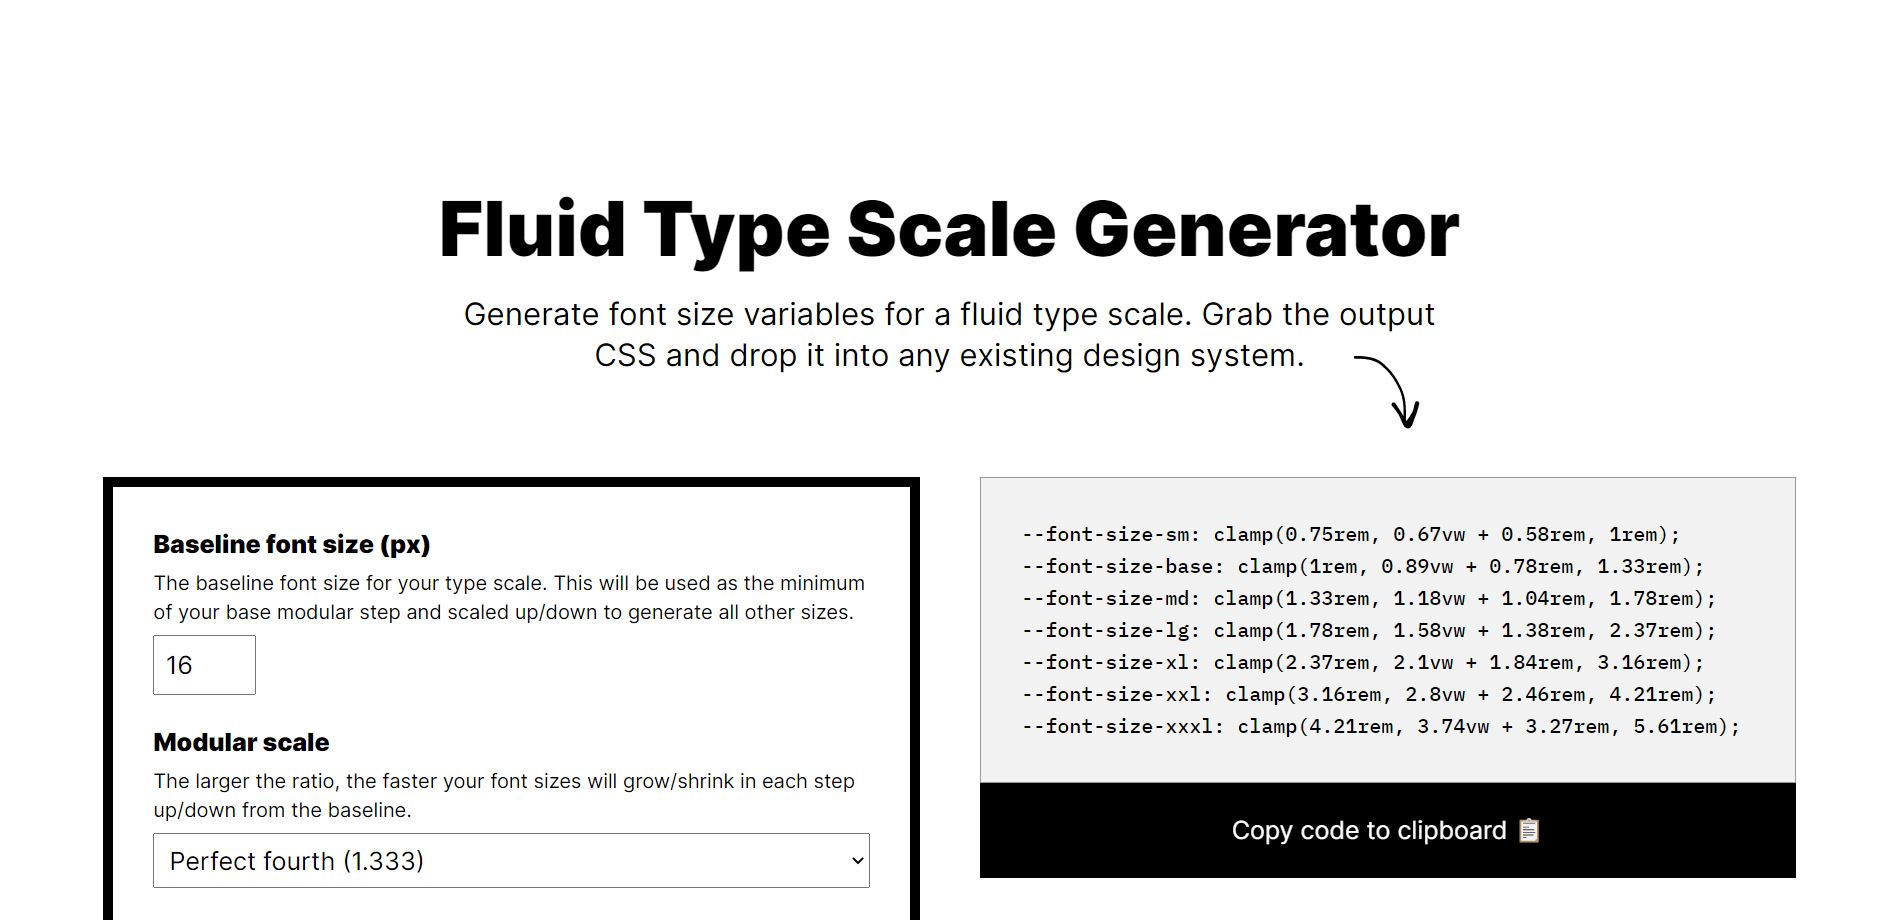 Fluid Type Scale Generator
Generate font size variables for a fluid type scale. Grab the output
CSS and drop it into any existing design system.
Baseline font size (px)
The baseline font size for your type scale. This will be used as the minimum
of your base modular step and scaled up/down to generate all other sizes.
16
Modular scale
The larger the ratio, the faster your font sizes will grow/shrink in each step
up/down from the baseline.
Perfect fourth (1.333)
--font-size-sm: clamp(0.75rem, 0.67vw + 0.58rem, 1rem);
--font-size-base: clamp(1rem, 0.89vw + 0.78rem, 1.33rem);
--font-size-md: clamp(1.33rem, 1.18vw + 1.04rem, 1.78rem);
--font-size-lg: clamp(1.78rem, 1.58vw + 1.38rem, 2.37rem);
--font-size-xl: clamp(2.37rem, 2.1vw + 1.84rem, 3.16rem);
--font-size-xxl: clamp(3.16rem, 2.8vw + 2.46rem, 4.21rem);
--font-size-xxxl: clamp(4.21rem, 3.74vw + 3.27rem, 5.61rem);
Copy code to clipboard 📋